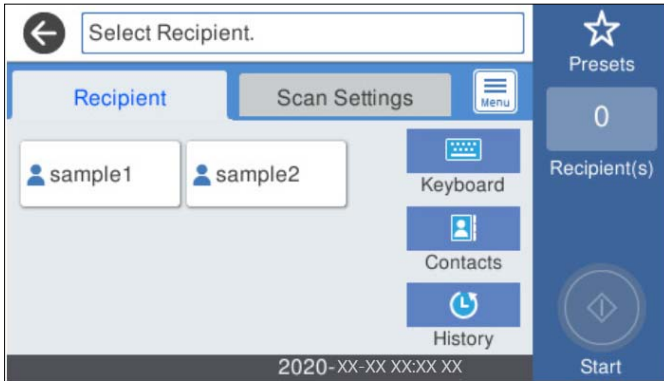 Select Recipient.
Presets
Recipient
Scan Settings
Menu
0
Recipient(s)
sample1
sample2
Keyboard
Contacts
History
2020-XX-XX XX:XX XX
Start